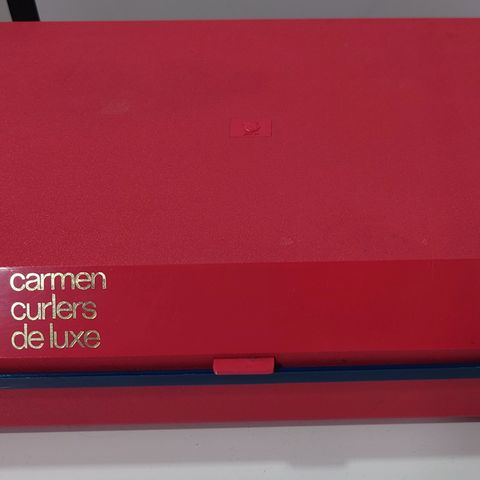 carmen
curlers
de luxe